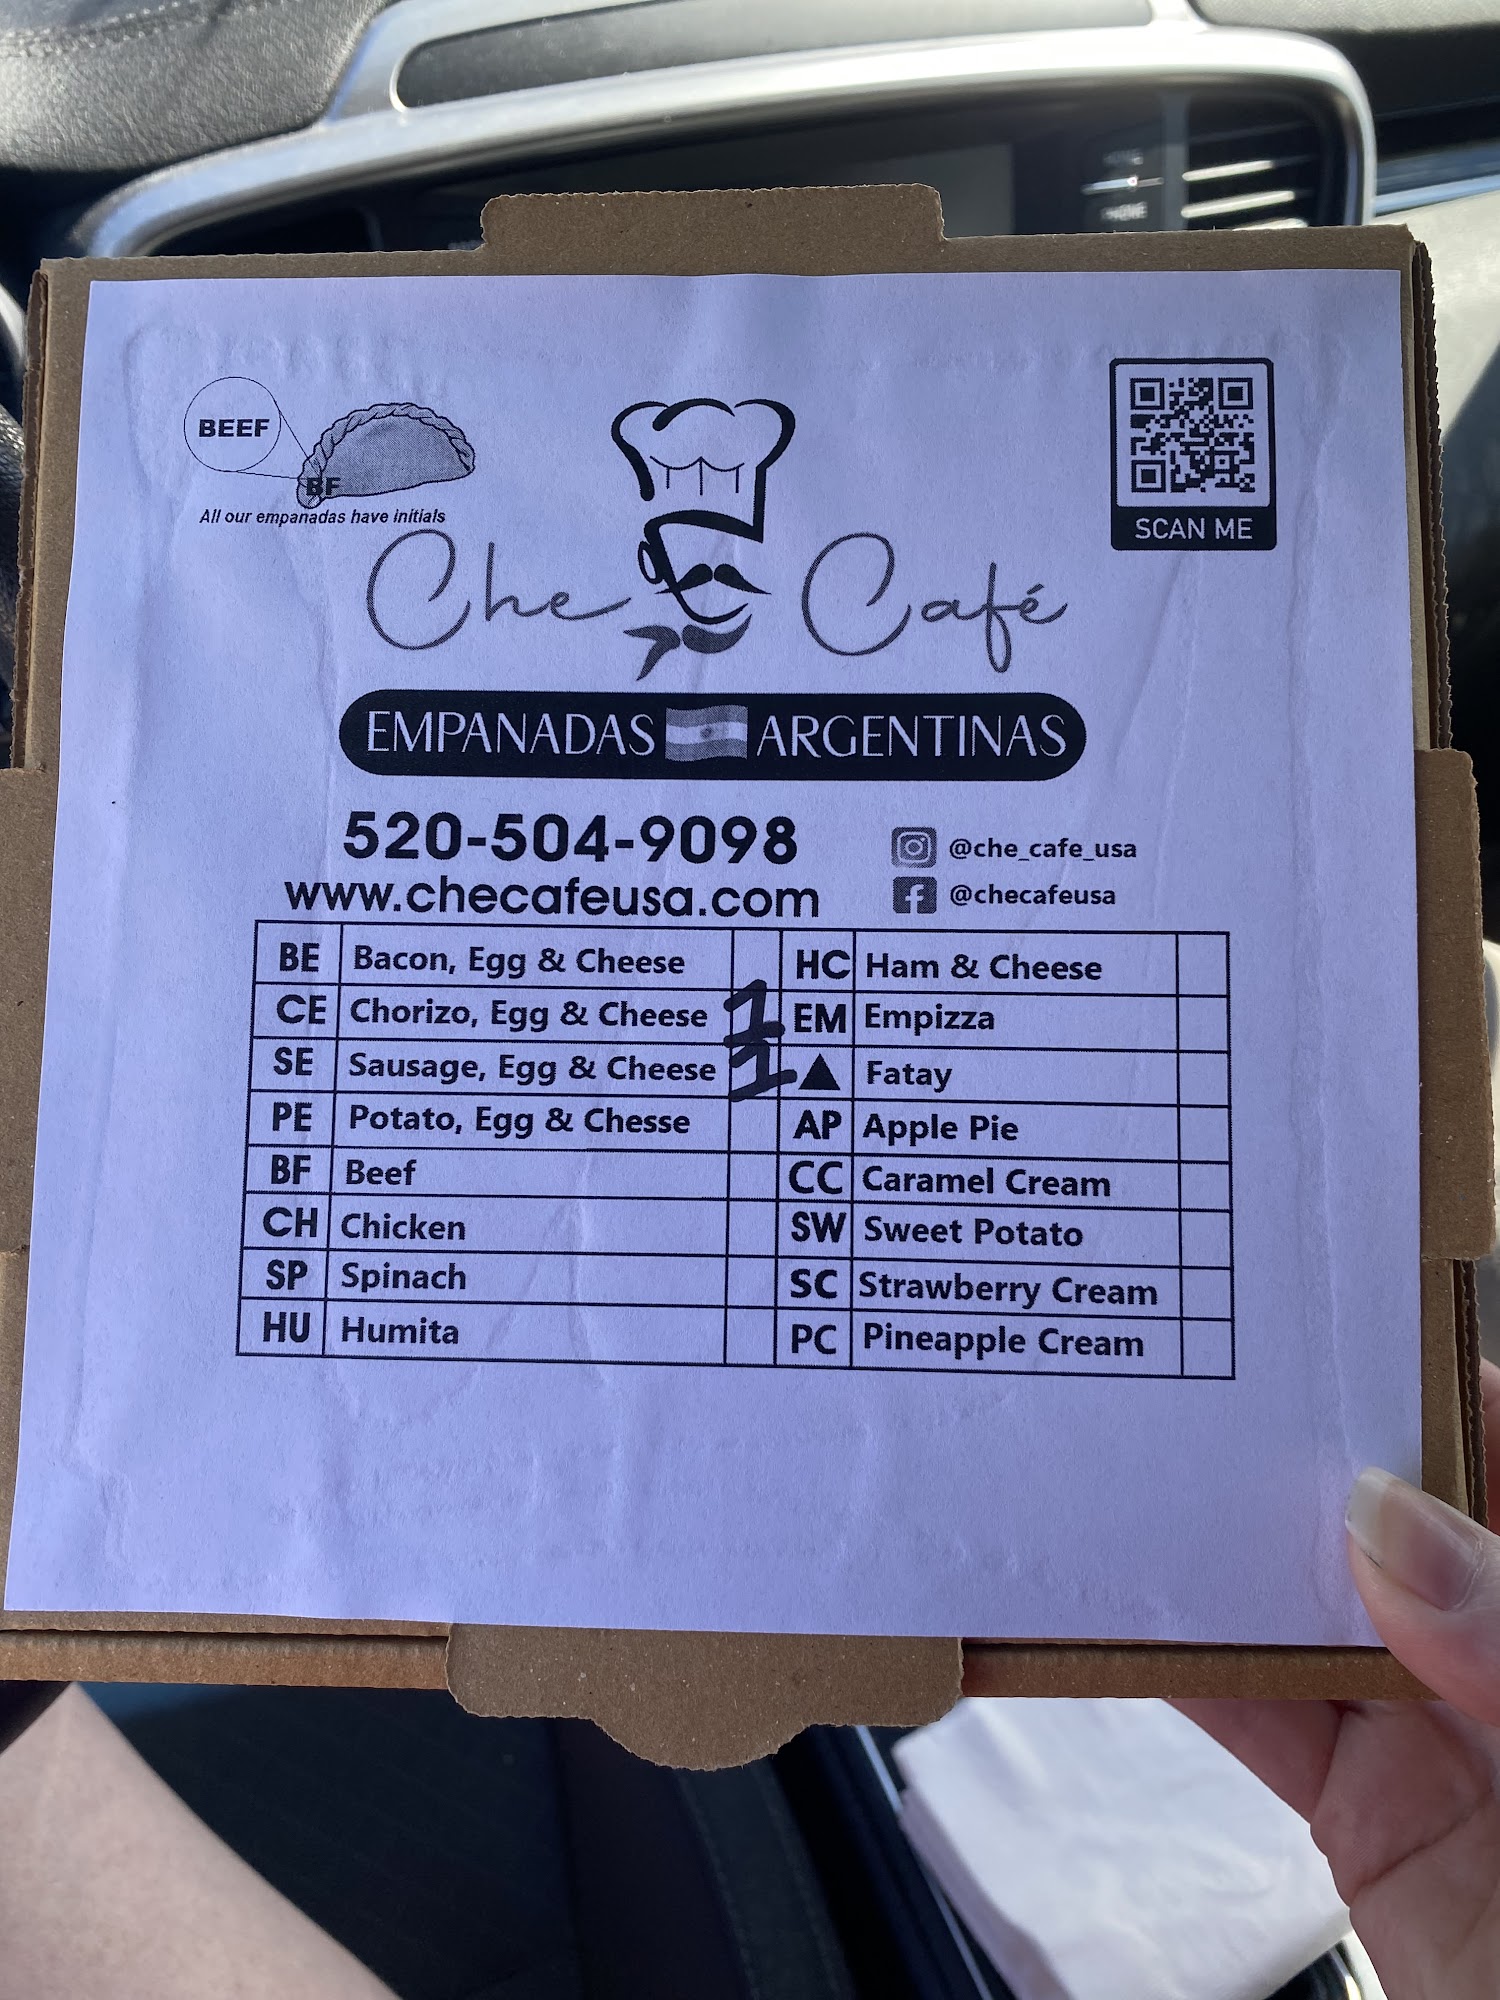 BEEF
BF
All our empanadas have initials
SCAN ME
Che Café
EMPANADAS ARGENTINAS
520-504-9098
www.checafeusa.com
@che_cafe_usa
@checafeusa
BE Bacon, Egg & Cheese
CE Chorizo, Egg & Cheese 1
SE Sausage, Egg & Cheese 1
PE Potato, Egg & Chesse
BF Beef
CH Chicken
SP Spinach
HU Humita
HC Ham & Cheese
EM Empizza
▲ Fatay
AP Apple Pie
CC Caramel Cream
SW Sweet Potato
SC Strawberry Cream
PC Pineapple Cream